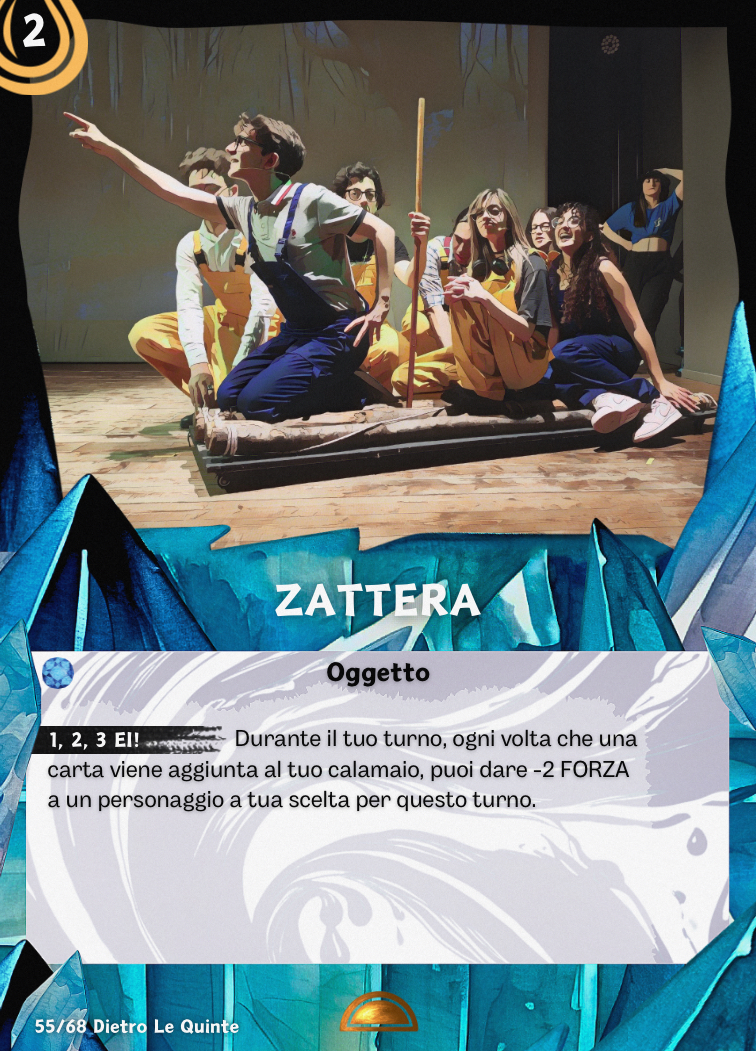 2
ZATTERA
Oggetto
1, 2, 3 EI! Durante il tuo turno, ogni volta che una
carta viene aggiunta al tuo calamaio, puoi dare -2 FORZA
a un personaggio a tua scelta per questo turno.
55/68 Dietro Le Quinte